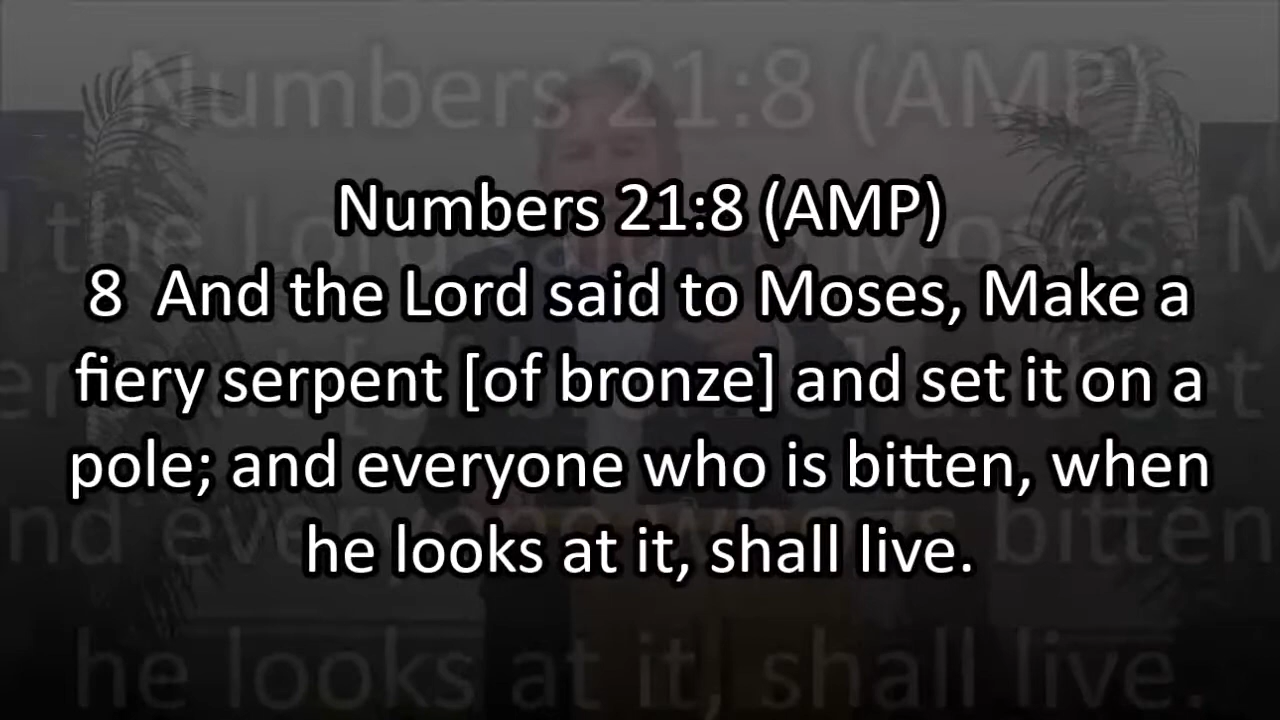 Numbers 21:8 (AMP)
8 And the Lord said to Moses, Make a
fiery serpent [of bronze] and set it on a
pole; and everyone who is bitten, when
he looks at it, shall live.